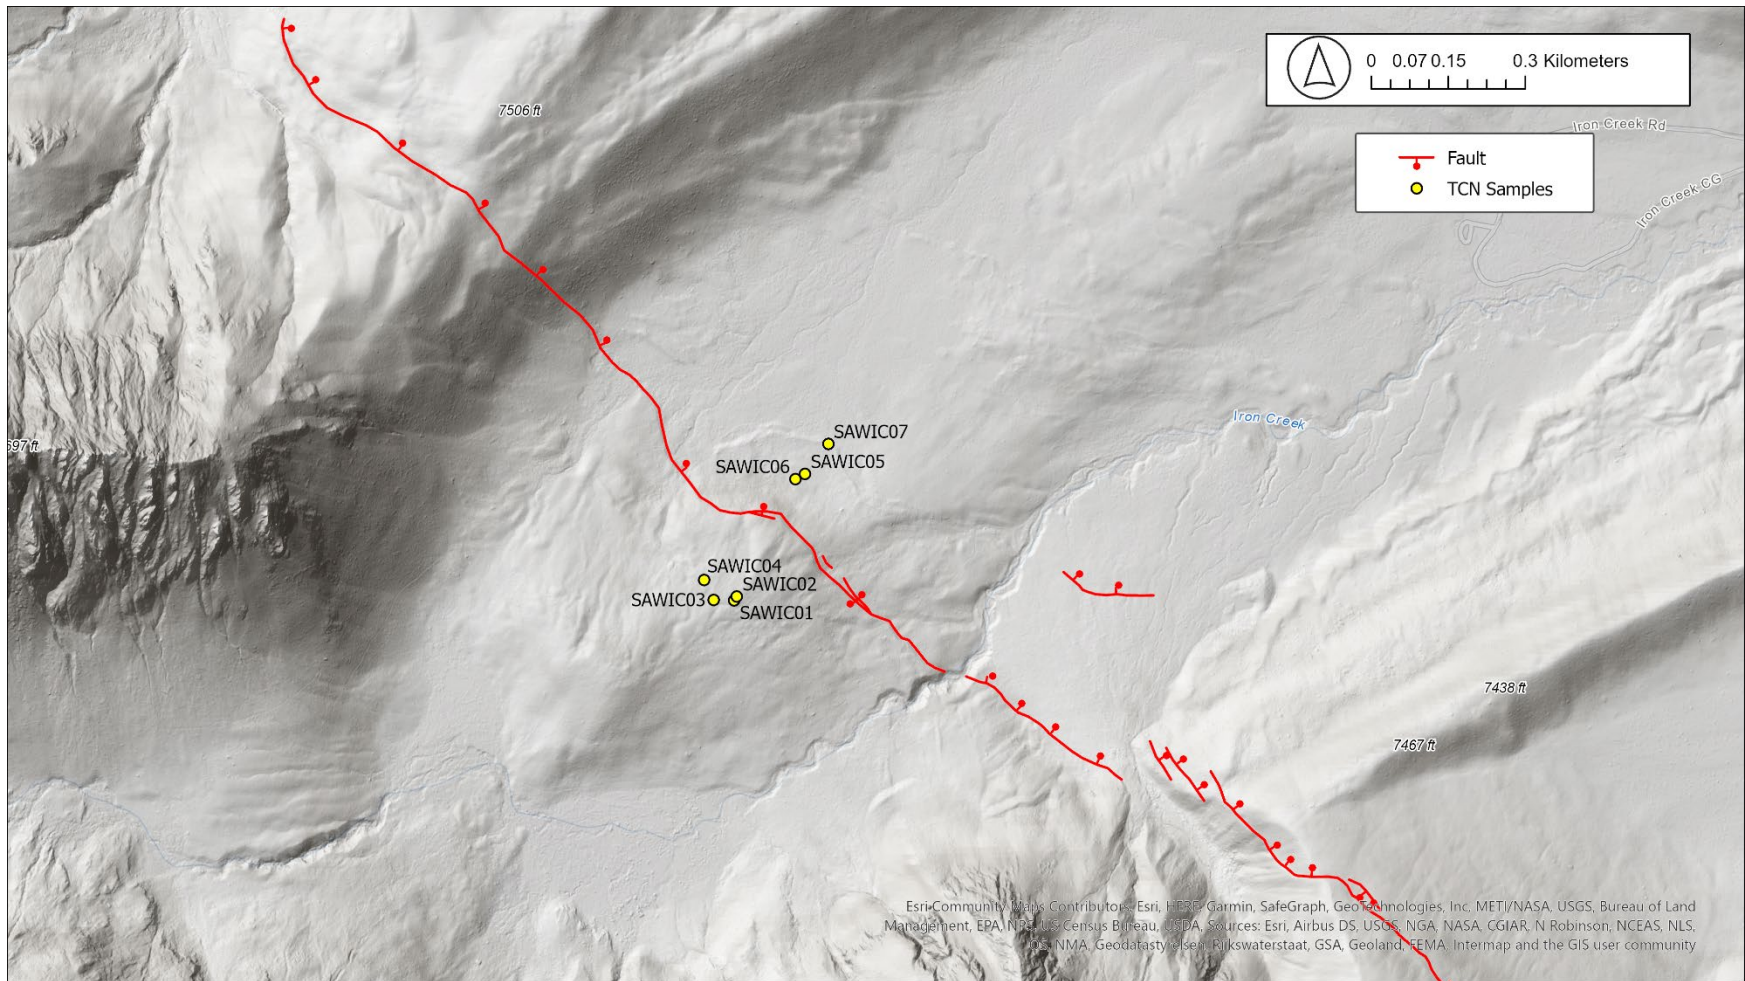 0 0.07 0.15 0.3 Kilometers
Iron Creek Rd
7506 ft
Fault
TCN Samples
Iron Creek CG
Iron Creek
SAWIC07
697 ft
SAWIC06
SAWIC05
SAWIC04
SAWIC02
SAWIC03
SAWIC01
7438 ft
7467 ft
Esri Community Maps Contributors, Esri, HERE, Garmin, SafeGraph, GeoTechnologies, Inc, METI/NASA, USGS, Bureau of Land
Management, EPA, NPS, US Census Bureau, USDA, Sources: Esri, Airbus DS, USGS, NGA, NASA, CGIAR, N Robinson, NCEAS, NLS,
OS, NMA, Geodatastyrelsen, Rijkswaterstaat, GSA, Geoland, FEMA, Intermap and the GIS user community